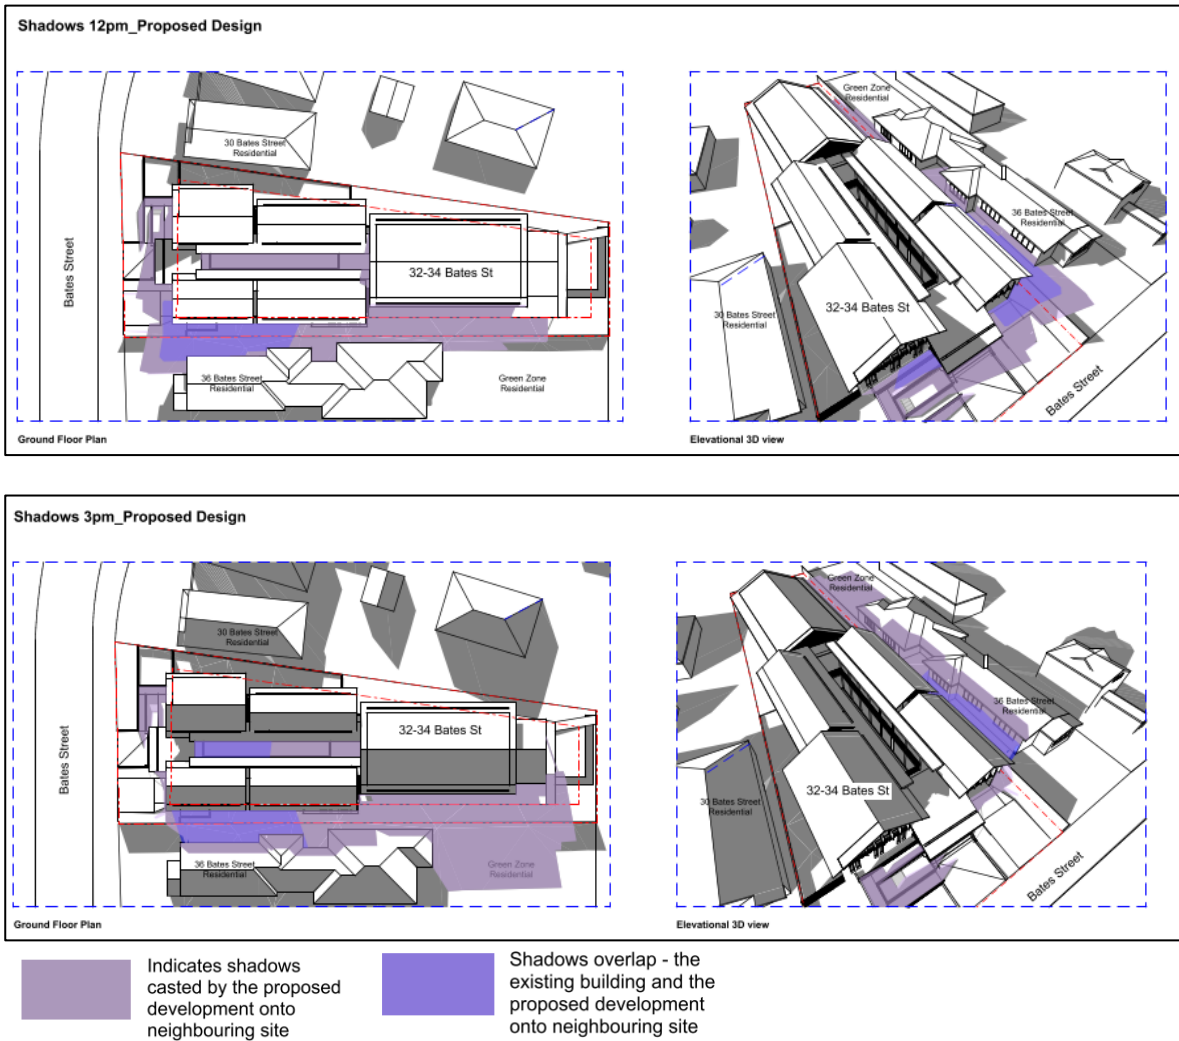 Shadows 12pm_Proposed Design
30 Bates Street
Residential
Bates Street
32-34 Bates St
36 Bates Street
Residential
Green Zone
Residential
Ground Floor Plan
Green Zone
Residential
36 Bates Street
Residential
30 Bates Street
Residential
32-34 Bates St
Bates Street
Elevational 3D view
Shadows 3pm_Proposed Design
30 Bates Street
Residential
Bates Street
32-34 Bates St
36 Bates Street
Residential
Green Zone
Residential
Ground Floor Plan
Green Zone
Residential
36 Bates Street
Residential
30 Bates Street
Residential
32-34 Bates St
Bates Street
Elevational 3D view
Indicates shadows
casted by the proposed
development onto
neighbouring site
Shadows overlap - the
existing building and the
proposed development
onto neighbouring site